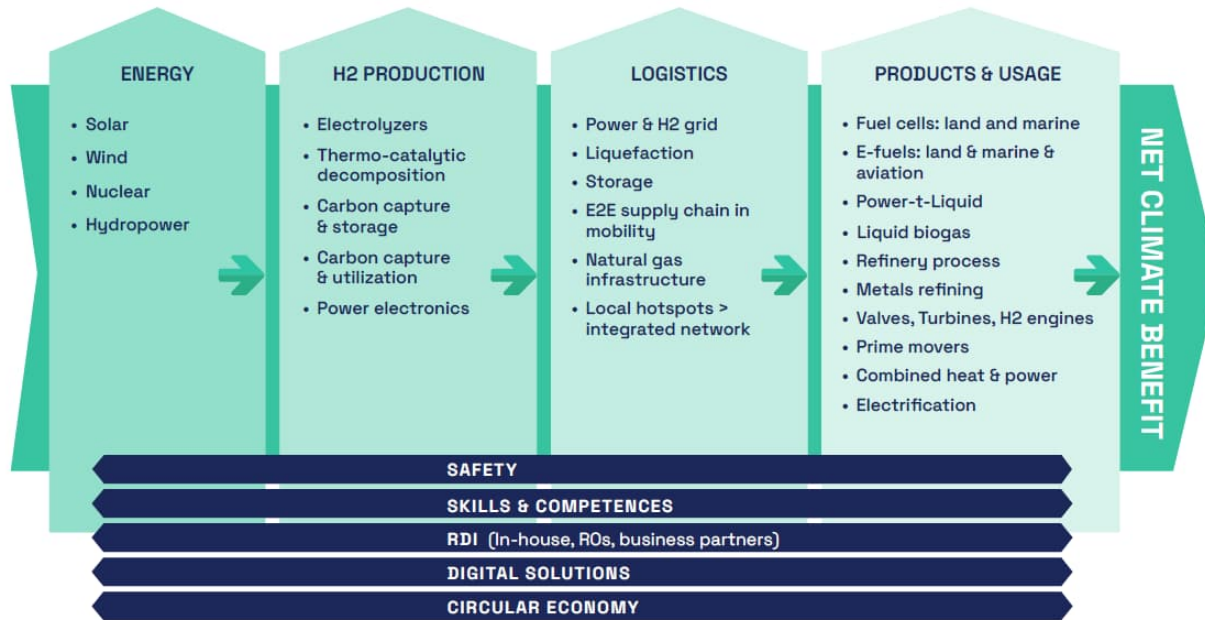 ENERGY
• Solar
• Wind
• Nuclear
• Hydropower
H2 PRODUCTION
• Electrolyzers
• Thermo-catalytic
decomposition
• Carbon capture
& storage
• Carbon capture
& utilization
• Power electronics
LOGISTICS
• Power & H2 grid
• Liquefaction
• Storage
• E2E supply chain in
mobility
• Natural gas
infrastructure
• Local hotspots >
integrated network
PRODUCTS & USAGE
• Fuel cells: land and marine
• E-fuels: land & marine &
aviation
• Power-t-Liquid
• Liquid biogas
• Refinery process
• Metals refining
• Valves, Turbines, H2 engines
• Prime movers
• Combined heat & power
• Electrification
NET CLIMATE BENEFIT
SAFETY
SKILLS & COMPETENCES
RDI (In-house, ROs, business partners)
DIGITAL SOLUTIONS
CIRCULAR ECONOMY